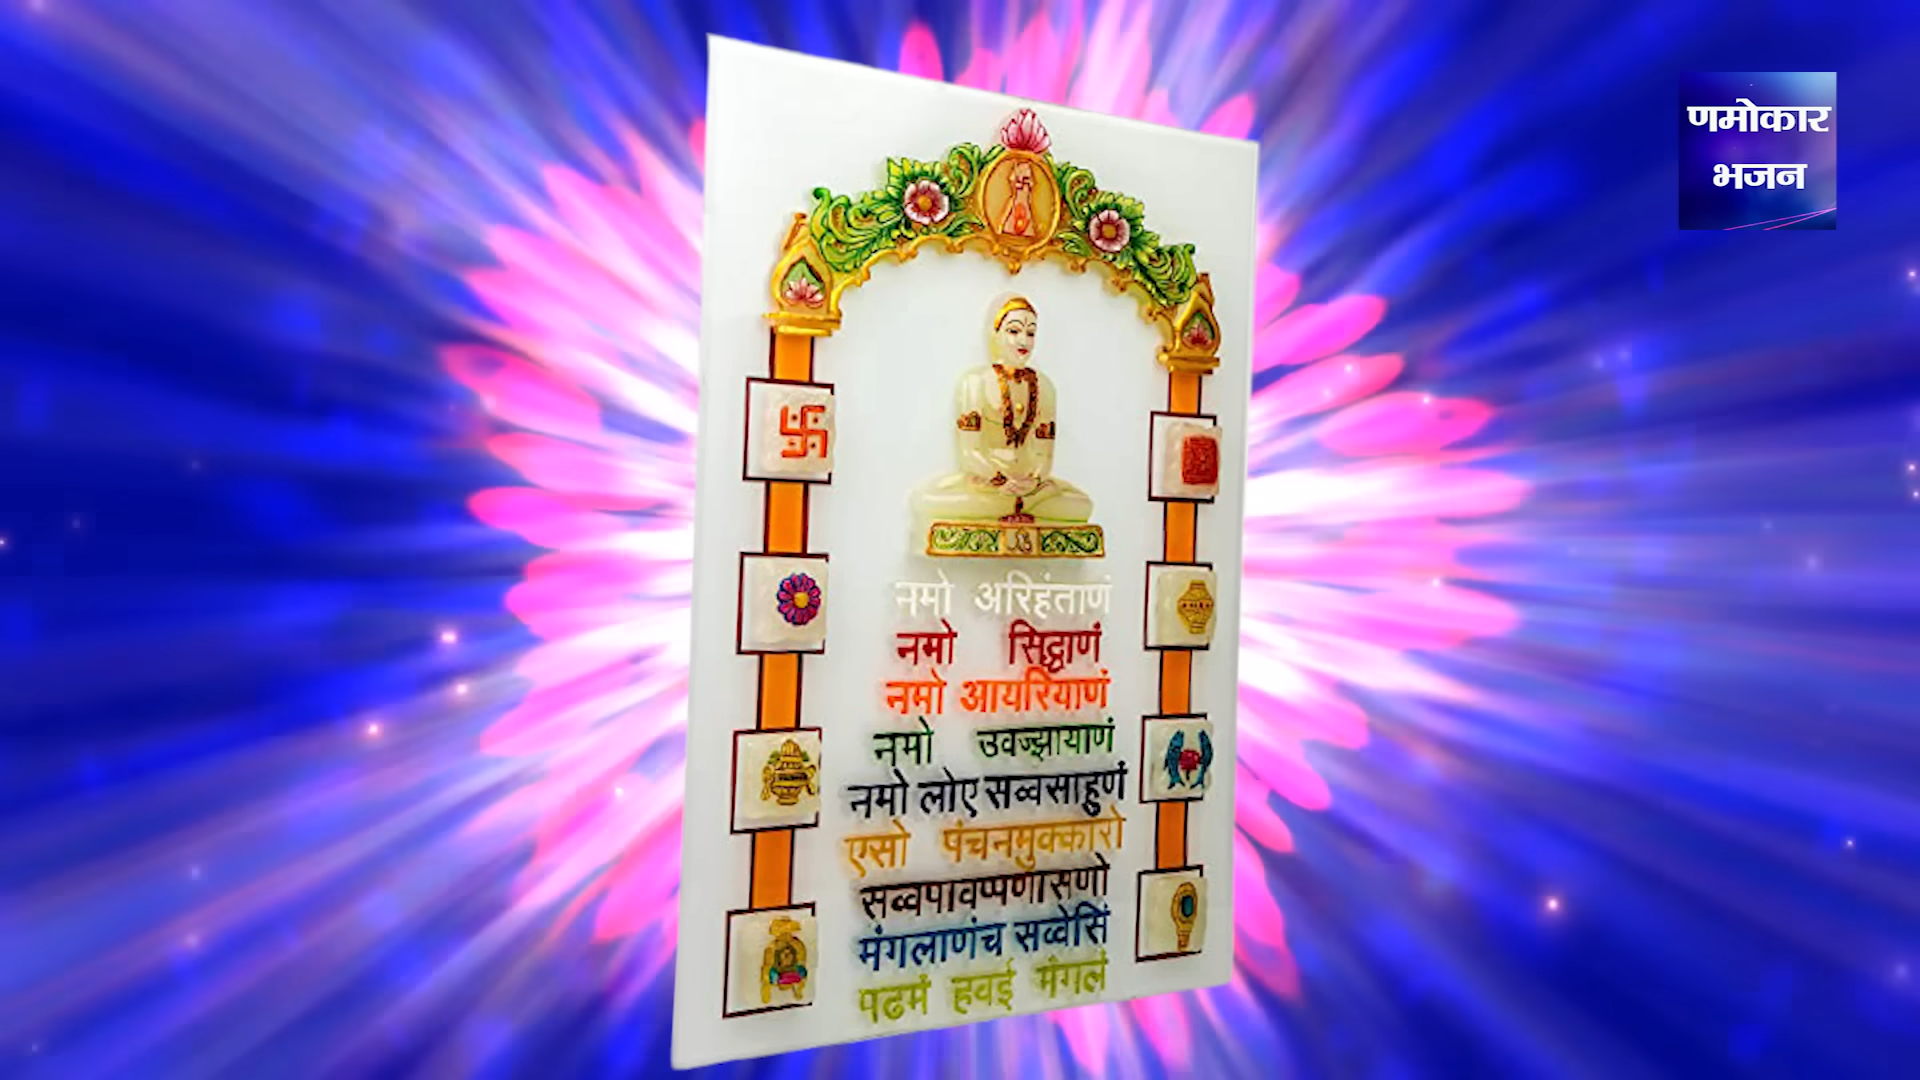 णमोकार
भजन
नमो अरिहंताणं
नमो सिद्धाणं
नमो आयरियाणं
नमो उवज्झायाणं
नमो लोए सव्वसाहुणं
एसो पंचनमुक्कारो
सव्वपावप्पणासणो
मंगलाणंच सव्वेसिं
पढमं हवई मंगलं